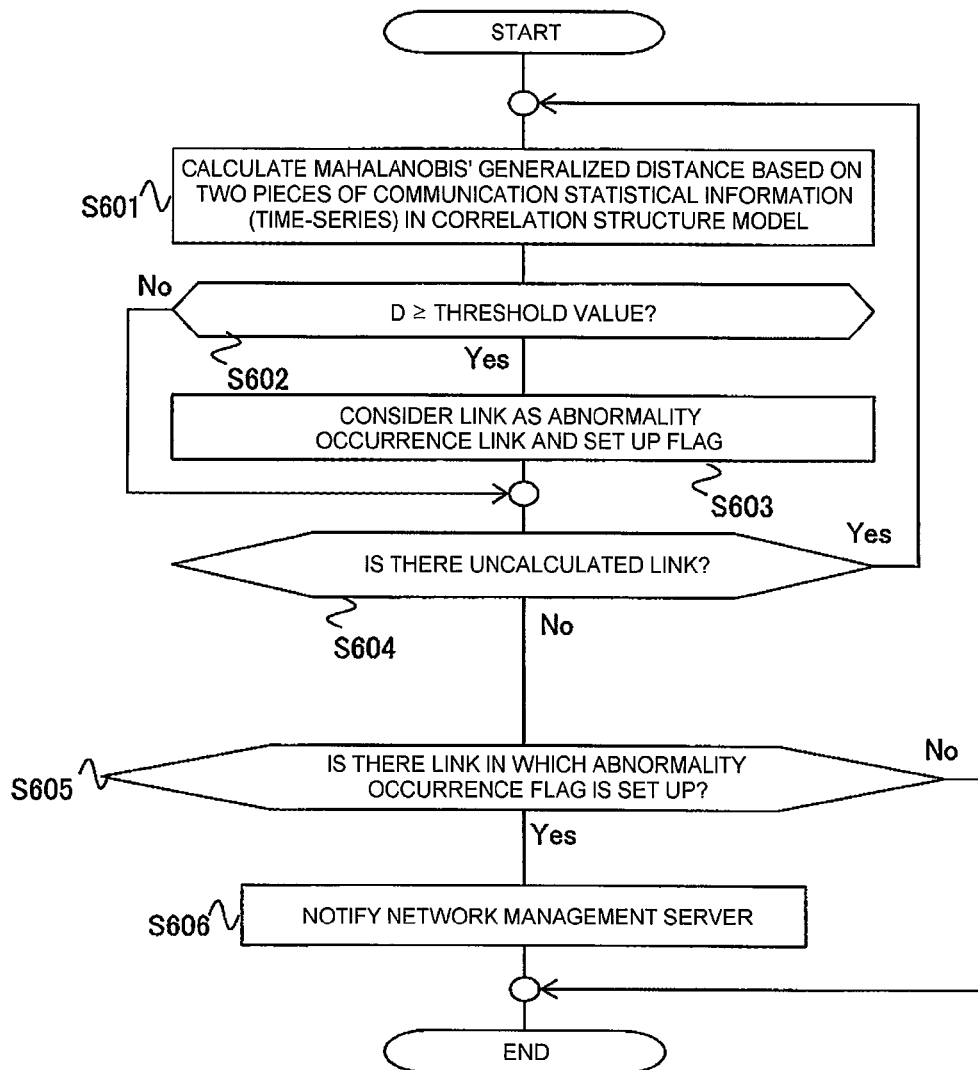 START
CALCULATE MAHALANOBIS' GENERALIZED DISTANCE BASED ON
TWO PIECES OF COMMUNICATION STATISTICAL INFORMATION
(TIME-SERIES) IN CORRELATION STRUCTURE MODEL
S601
No
D ≥ THRESHOLD VALUE?
S602
Yes
CONSIDER LINK AS ABNORMALITY
OCCURRENCE LINK AND SET UP FLAG
S603
Yes
IS THERE UNCALCULATED LINK?
S604
No
IS THERE LINK IN WHICH ABNORMALITY
OCCURRENCE FLAG IS SET UP?
No
S605
Yes
S606
NOTIFY NETWORK MANAGEMENT SERVER
END